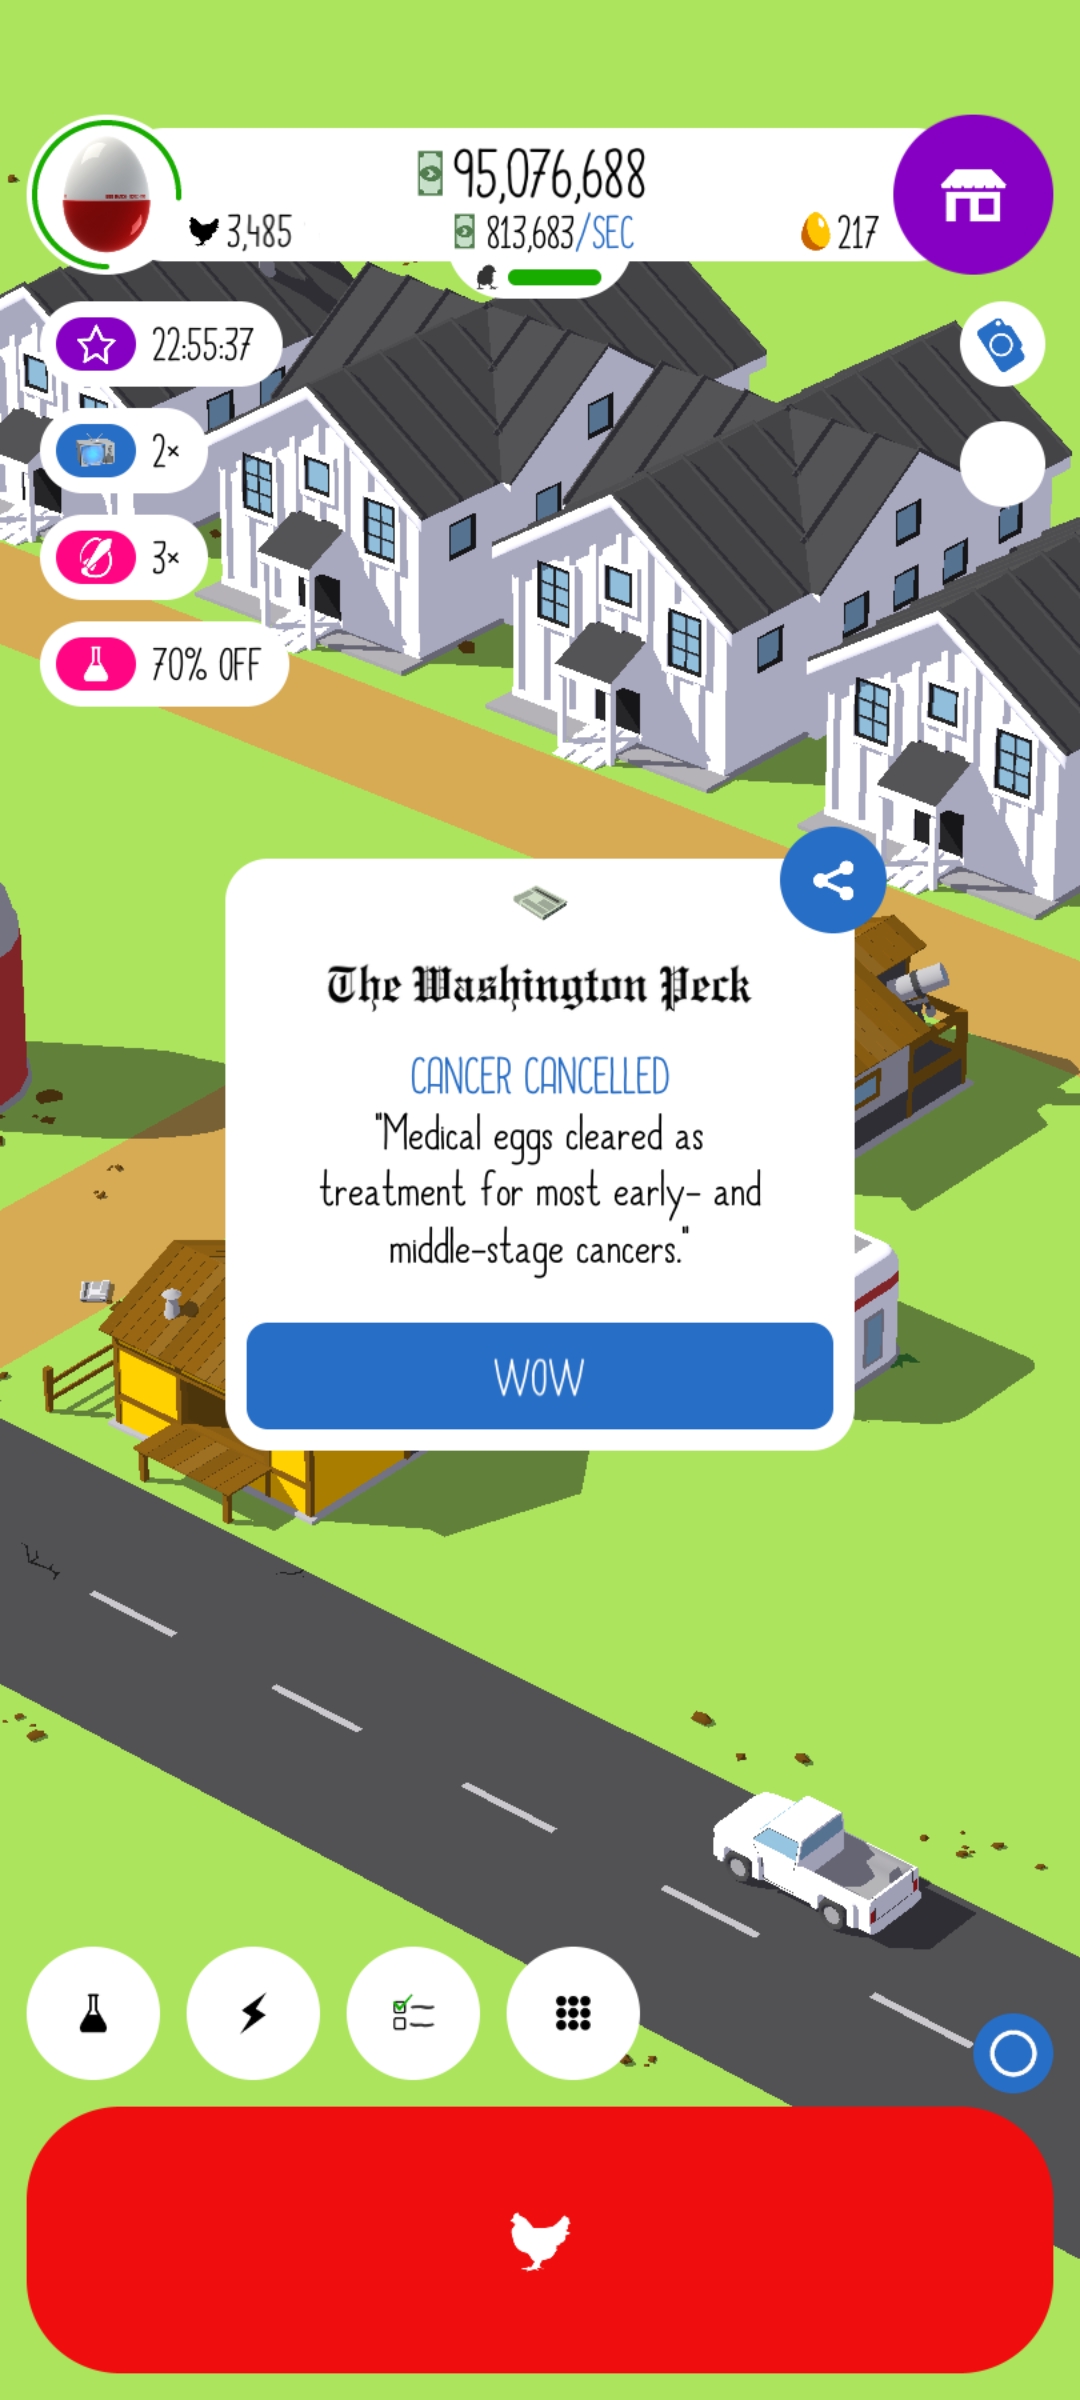 95,076,688
3,485
813,683/SEC
217
22:55:37
2×
3×
70% OFF
The Washington Peck
CANCER CANCELLED
"Medical eggs cleared as
treatment for most early- and
middle-stage cancers."
WOW